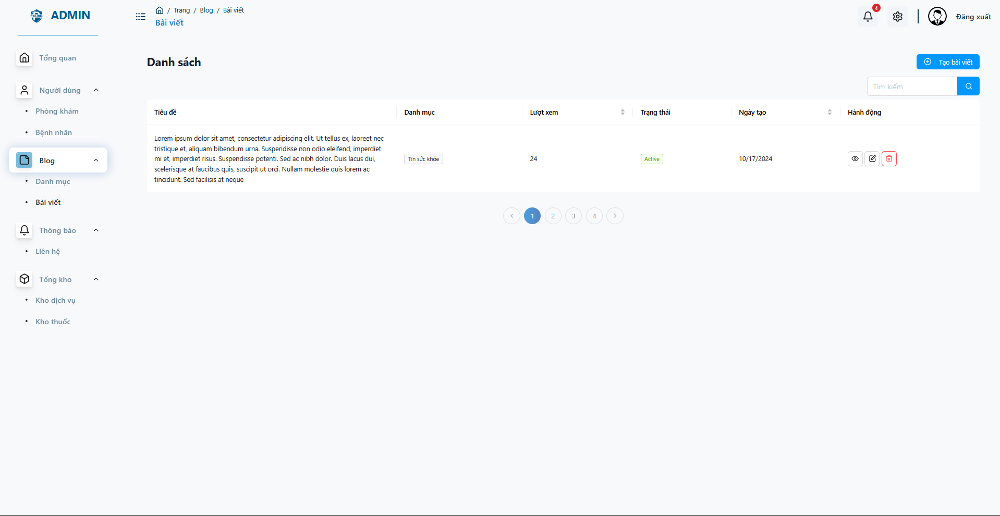 ADMIN
/ Trang / Blog / Bài viết
Bài viết
4
Đăng xuất
Tổng quan
Người dùng
Phòng khám
Bệnh nhân
Blog
Danh mục
Bài viết
Thông báo
Liên hệ
Tổng kho
Kho dịch vụ
Kho thuốc
Danh sách
Tạo bài viết
Tìm kiếm
Tiêu đề
Danh mục
Lượt xem
Trạng thái
Ngày tạo
Hành động
Lorem ipsum dolor sit amet, consectetur adipiscing elit. Ut tellus ex, laoreet nec
tristique et, aliquam bibendum urna. Suspendisse non odio eleifend, imperdiet
mi et, imperdiet risus. Suspendisse potenti. Sed ac nibh dolor. Duis lacus dui,
scelerisque at faucibus quis, suscipit ut orci. Nullam molestie quis lorem ac
tincidunt. Sed facilisis at neque
Tin sức khỏe
24
Active
10/17/2024
1
2
3
4